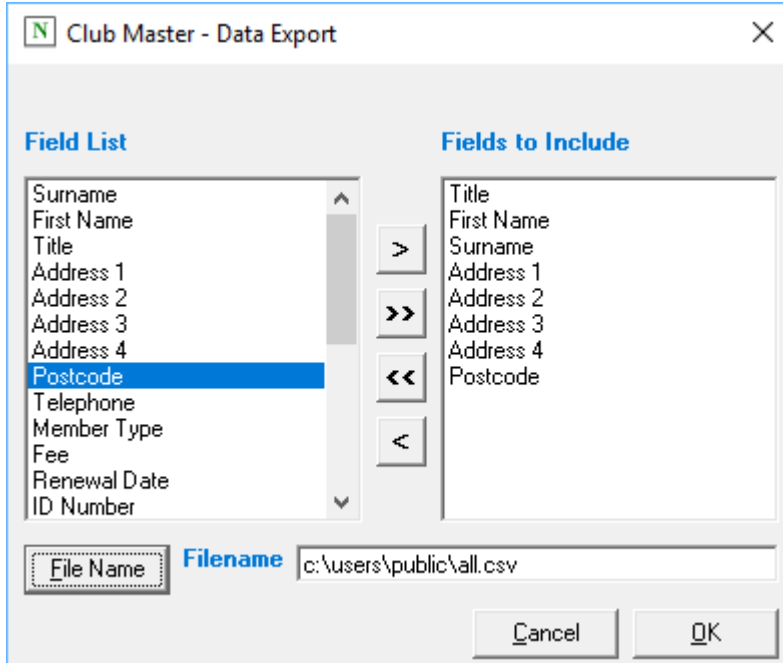 N Club Master - Data Export
Field List
Surname
First Name
Title
Address 1
Address 2
Address 3
Address 4
Postcode
Telephone
Member Type
Fee
Renewal Date
ID Number
>
>>
<<
<
Fields to Include
Title
First Name
Surname
Address 1
Address 2
Address 3
Address 4
Postcode
File Name
Filename c:\users\public\all.csv
Cancel
OK